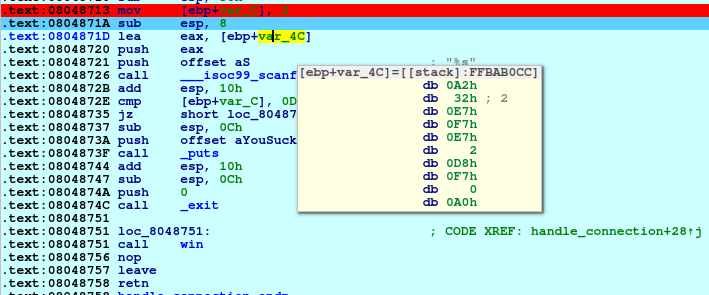 .text:08048713 mov [ebp+var_C], 0
.text:0804871A sub esp, 8
.text:0804871D lea eax, [ebp+var_4C]
.text:08048720 push eax
.text:08048721 push offset aS ; "%s"
.text:08048726 call ___isoc99_scanf
.text:0804872B add esp, 10h
.text:0804872E cmp [ebp+var_C], 0D
.text:08048735 jz short loc_80487
.text:08048737 sub esp, 0Ch
.text:0804873A push offset aYouSuck
.text:0804873F call _puts
.text:08048744 add esp, 10h
.text:08048747 sub esp, 0Ch
.text:0804874A push 0
.text:0804874C call _exit
.text:08048751
.text:08048751 loc_8048751: ; CODE XREF: handle_connection+28↑j
.text:08048751 call win
.text:08048756 nop
.text:08048757 leave
.text:08048758 retn
[ebp+var_4C]=[[stack]:FFBAB0CC]
db 0A2h
db 32h ; 2
db 0E7h
db 0F7h
db 0E7h
db 2
db 0D8h
db 0F7h
db 0
db 0A0h